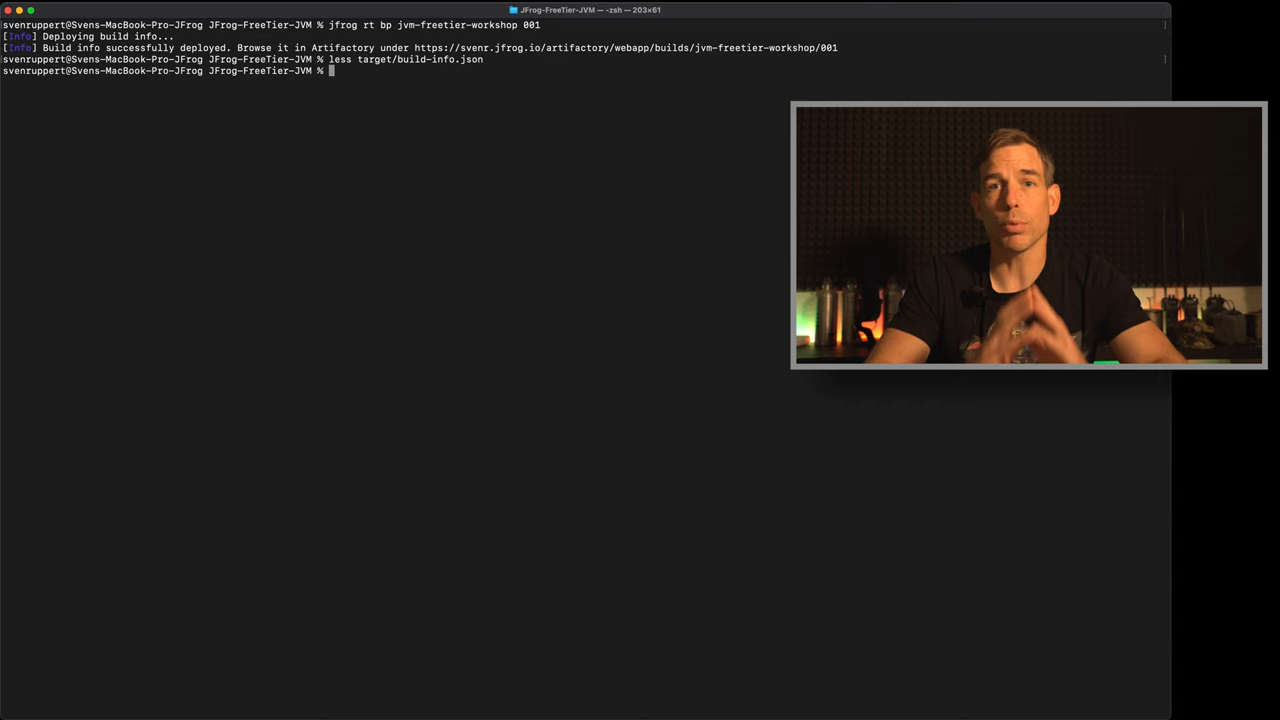 JFrog-FreeTier-JVM — -zsh — 203×61
svenruppert@Svens-MacBook-Pro-JFrog JFrog-FreeTier-JVM % jfrog rt bp jvm-freetier-workshop 001
[Info] Deploying build info...
[Info] Build info successfully deployed. Browse it in Artifactory under https://svenr.jfrog.io/artifactory/webapp/builds/jvm-freetier-workshop/001
svenruppert@Svens-MacBook-Pro-JFrog JFrog-FreeTier-JVM % less target/build-info.json
svenruppert@Svens-MacBook-Pro-JFrog JFrog-FreeTier-JVM %